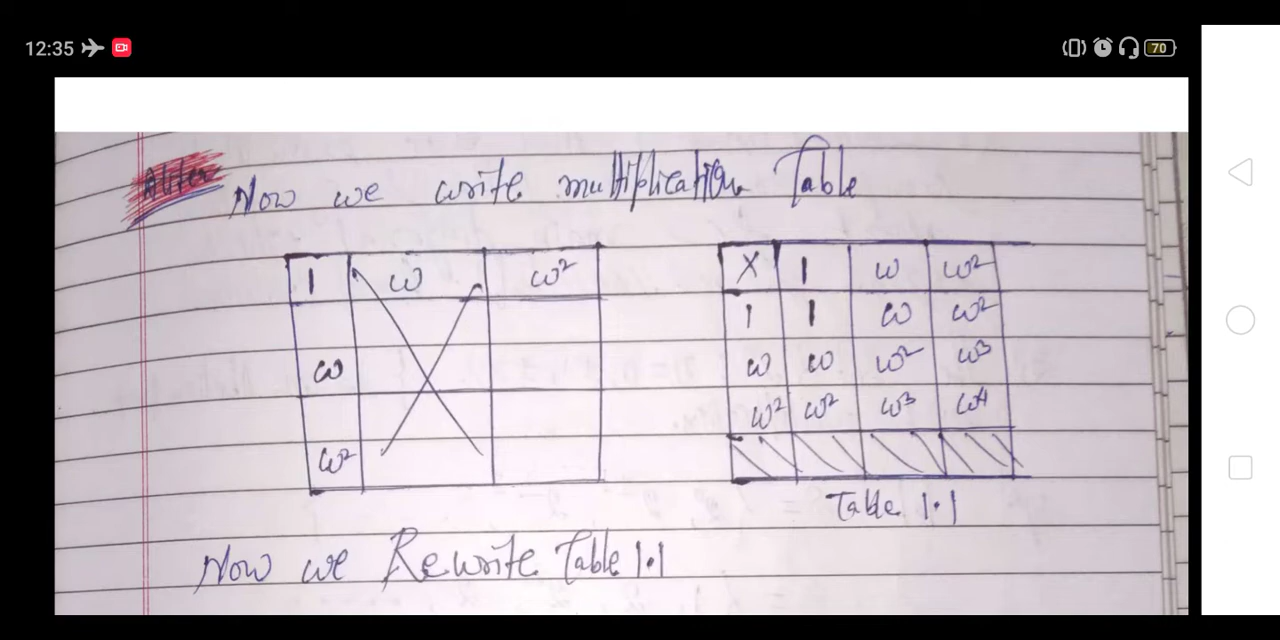 12:35
70
Aliter
Now we write multiplication Table
1 ω ω²
ω
ω²
X 1 ω ω²
1 1 ω ω²
ω ω ω² ω³
ω² ω² ω³ ω⁴
Table 1.1
Now we Rewrite Table 1.1